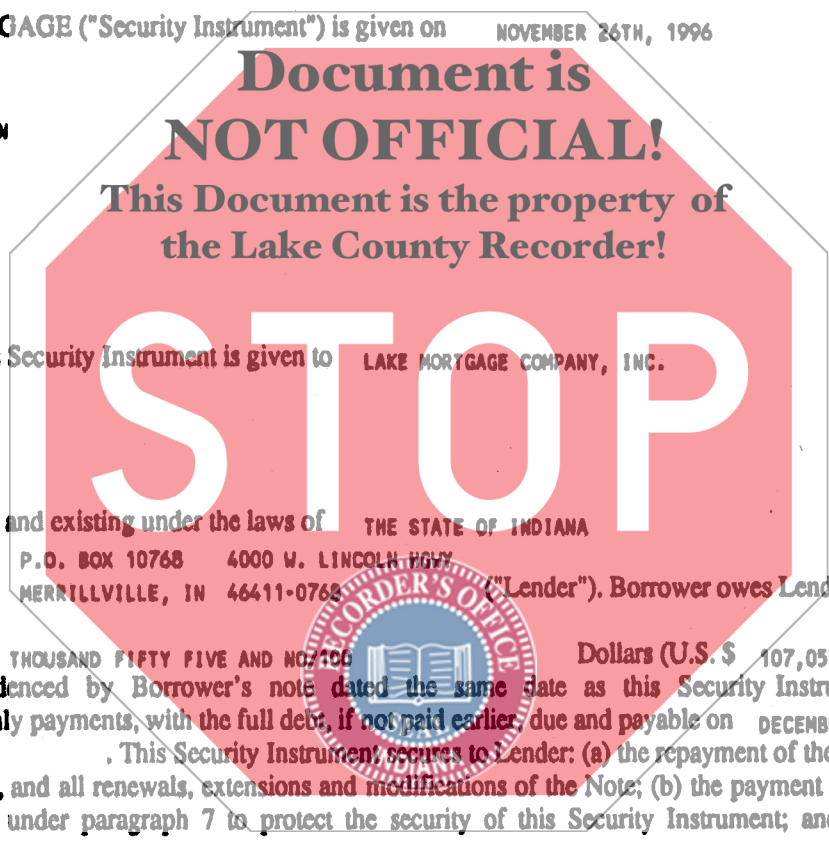 GAGE ("Security Instrument") is given on NOVEMBER 26TH, 1996
Document is
NOT OFFICIAL!
This Document is the property of
the Lake County Recorder!
STOP
Security Instrument is given to LAKE MORTGAGE COMPANY, INC.
and existing under the laws of THE STATE OF INDIANA
P.O. BOX 10768 4000 W. LINCOLN HGWY
MERRILLVILLE, IN 46411-0768 ("Lender"). Borrower owes Lend
RECORDER'S OFFICE
THOUSAND FIFTY FIVE AND NO/100 Dollars (U.S. $ 107,05
denced by Borrower's note dated the same date as this Security Instru
ly payments, with the full debt, if not paid earlier, due and payable on DECEMB
. This Security Instrument secures to Lender: (a) the repayment of the
, and all renewals, extensions and modifications of the Note; (b) the payment
under paragraph 7 to protect the security of this Security Instrument; and